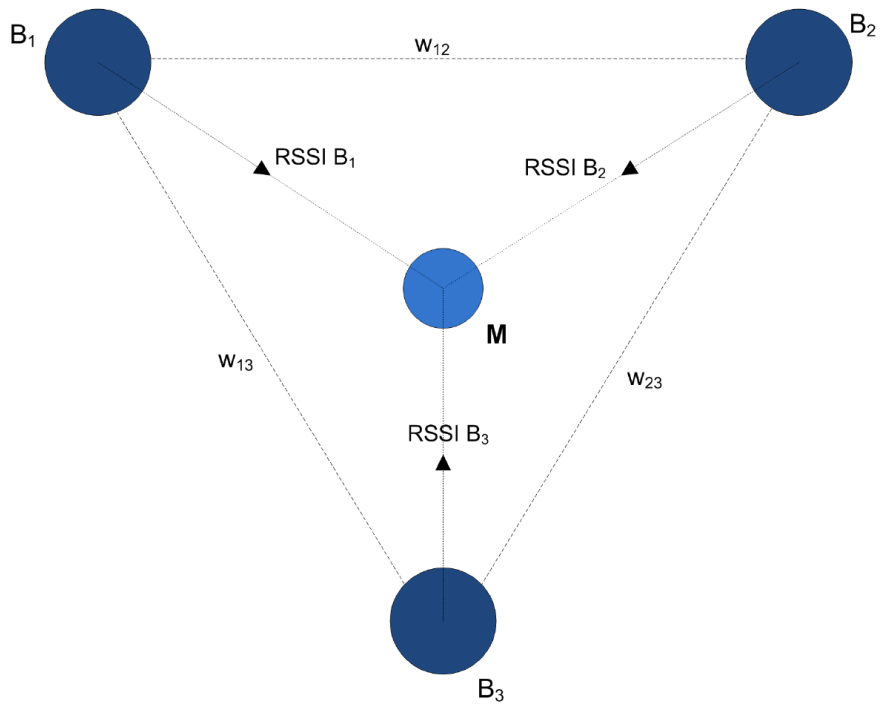 B₁
B₂
w₁₂
RSSI B₁
RSSI B₂
M
w₁₃
w₂₃
RSSI B₃
B₃